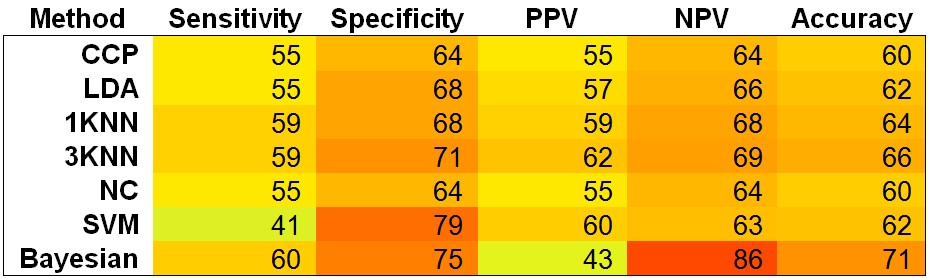 Method Sensitivity Specificity PPV NPV Accuracy
CCP 55 64 55 64 60
LDA 55 68 57 66 62
1KNN 59 68 59 68 64
3KNN 59 71 62 69 66
NC 55 64 55 64 60
SVM 41 79 60 63 62
Bayesian 60 75 43 86 71